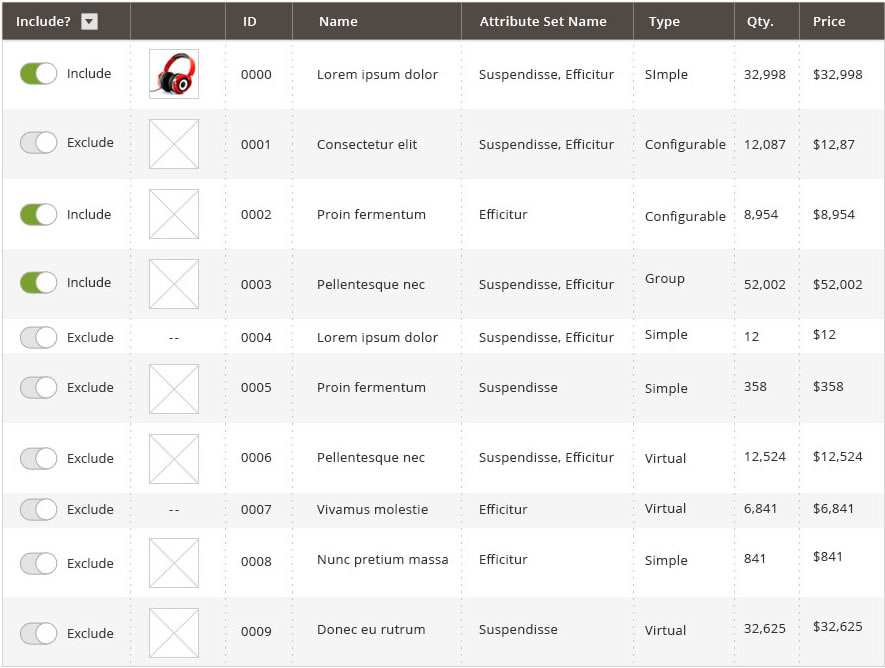 Include? ID Name Attribute Set Name Type Qty. Price
Include 0000 Lorem ipsum dolor Suspendisse, Efficitur SImple 32,998 $32,998
Exclude 0001 Consectetur elit Suspendisse, Efficitur Configurable 12,087 $12,87
Include 0002 Proin fermentum Efficitur Configurable 8,954 $8,954
Include 0003 Pellentesque nec Suspendisse, Efficitur Group 52,002 $52,002
Exclude -- 0004 Lorem ipsum dolor Suspendisse, Efficitur Simple 12 $12
Exclude 0005 Proin fermentum Suspendisse Simple 358 $358
Exclude 0006 Pellentesque nec Suspendisse, Efficitur Virtual 12,524 $12,524
Exclude -- 0007 Vivamus molestie Efficitur Virtual 6,841 $6,841
Exclude 0008 Nunc pretium massa Efficitur Simple 841 $841
Exclude 0009 Donec eu rutrum Suspendisse Virtual 32,625 $32,625